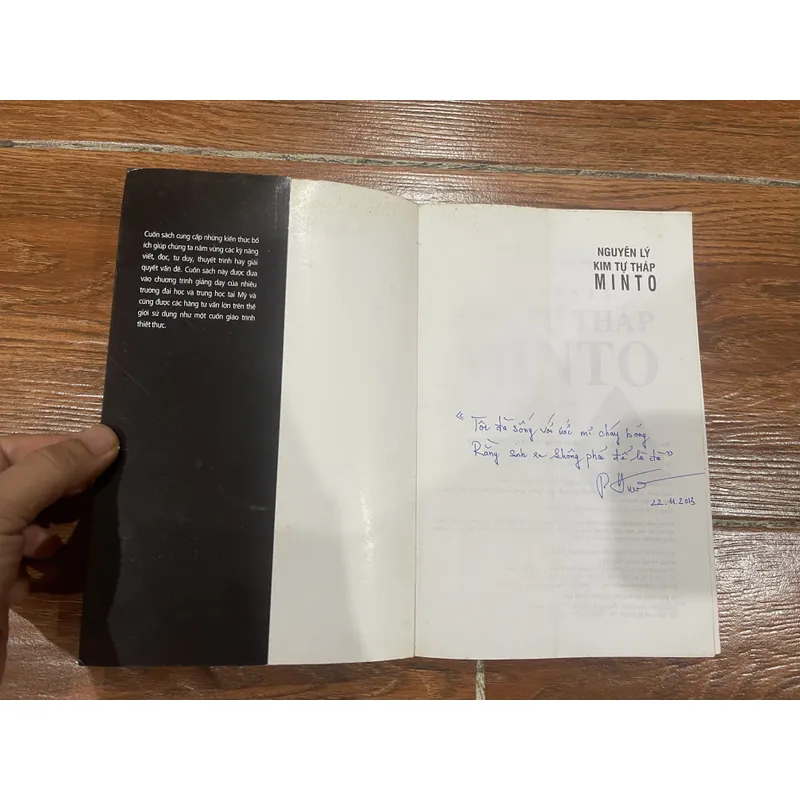 Cuốn sách cung cấp những kiến thức bổ
ích giúp chúng ta nắm vững các kỹ năng
viết, đọc, tư duy, thuyết trình hay giải
quyết vấn đề. Cuốn sách này được đưa
vào chương trình giảng dạy của nhiều
trường đại học và trung học tại Mỹ và
cũng được các hãng tư vấn lớn trên thế
giới sử dụng như một cuốn giáo trình
thiết thực.
NGUYÊN LÝ
KIM TỰ THÁP
MINTO
THÁP
MINTO
“ Tôi đã sống với ước mơ cháy bỏng
Rằng sinh ra không phải để là đá ”
22.11.2013